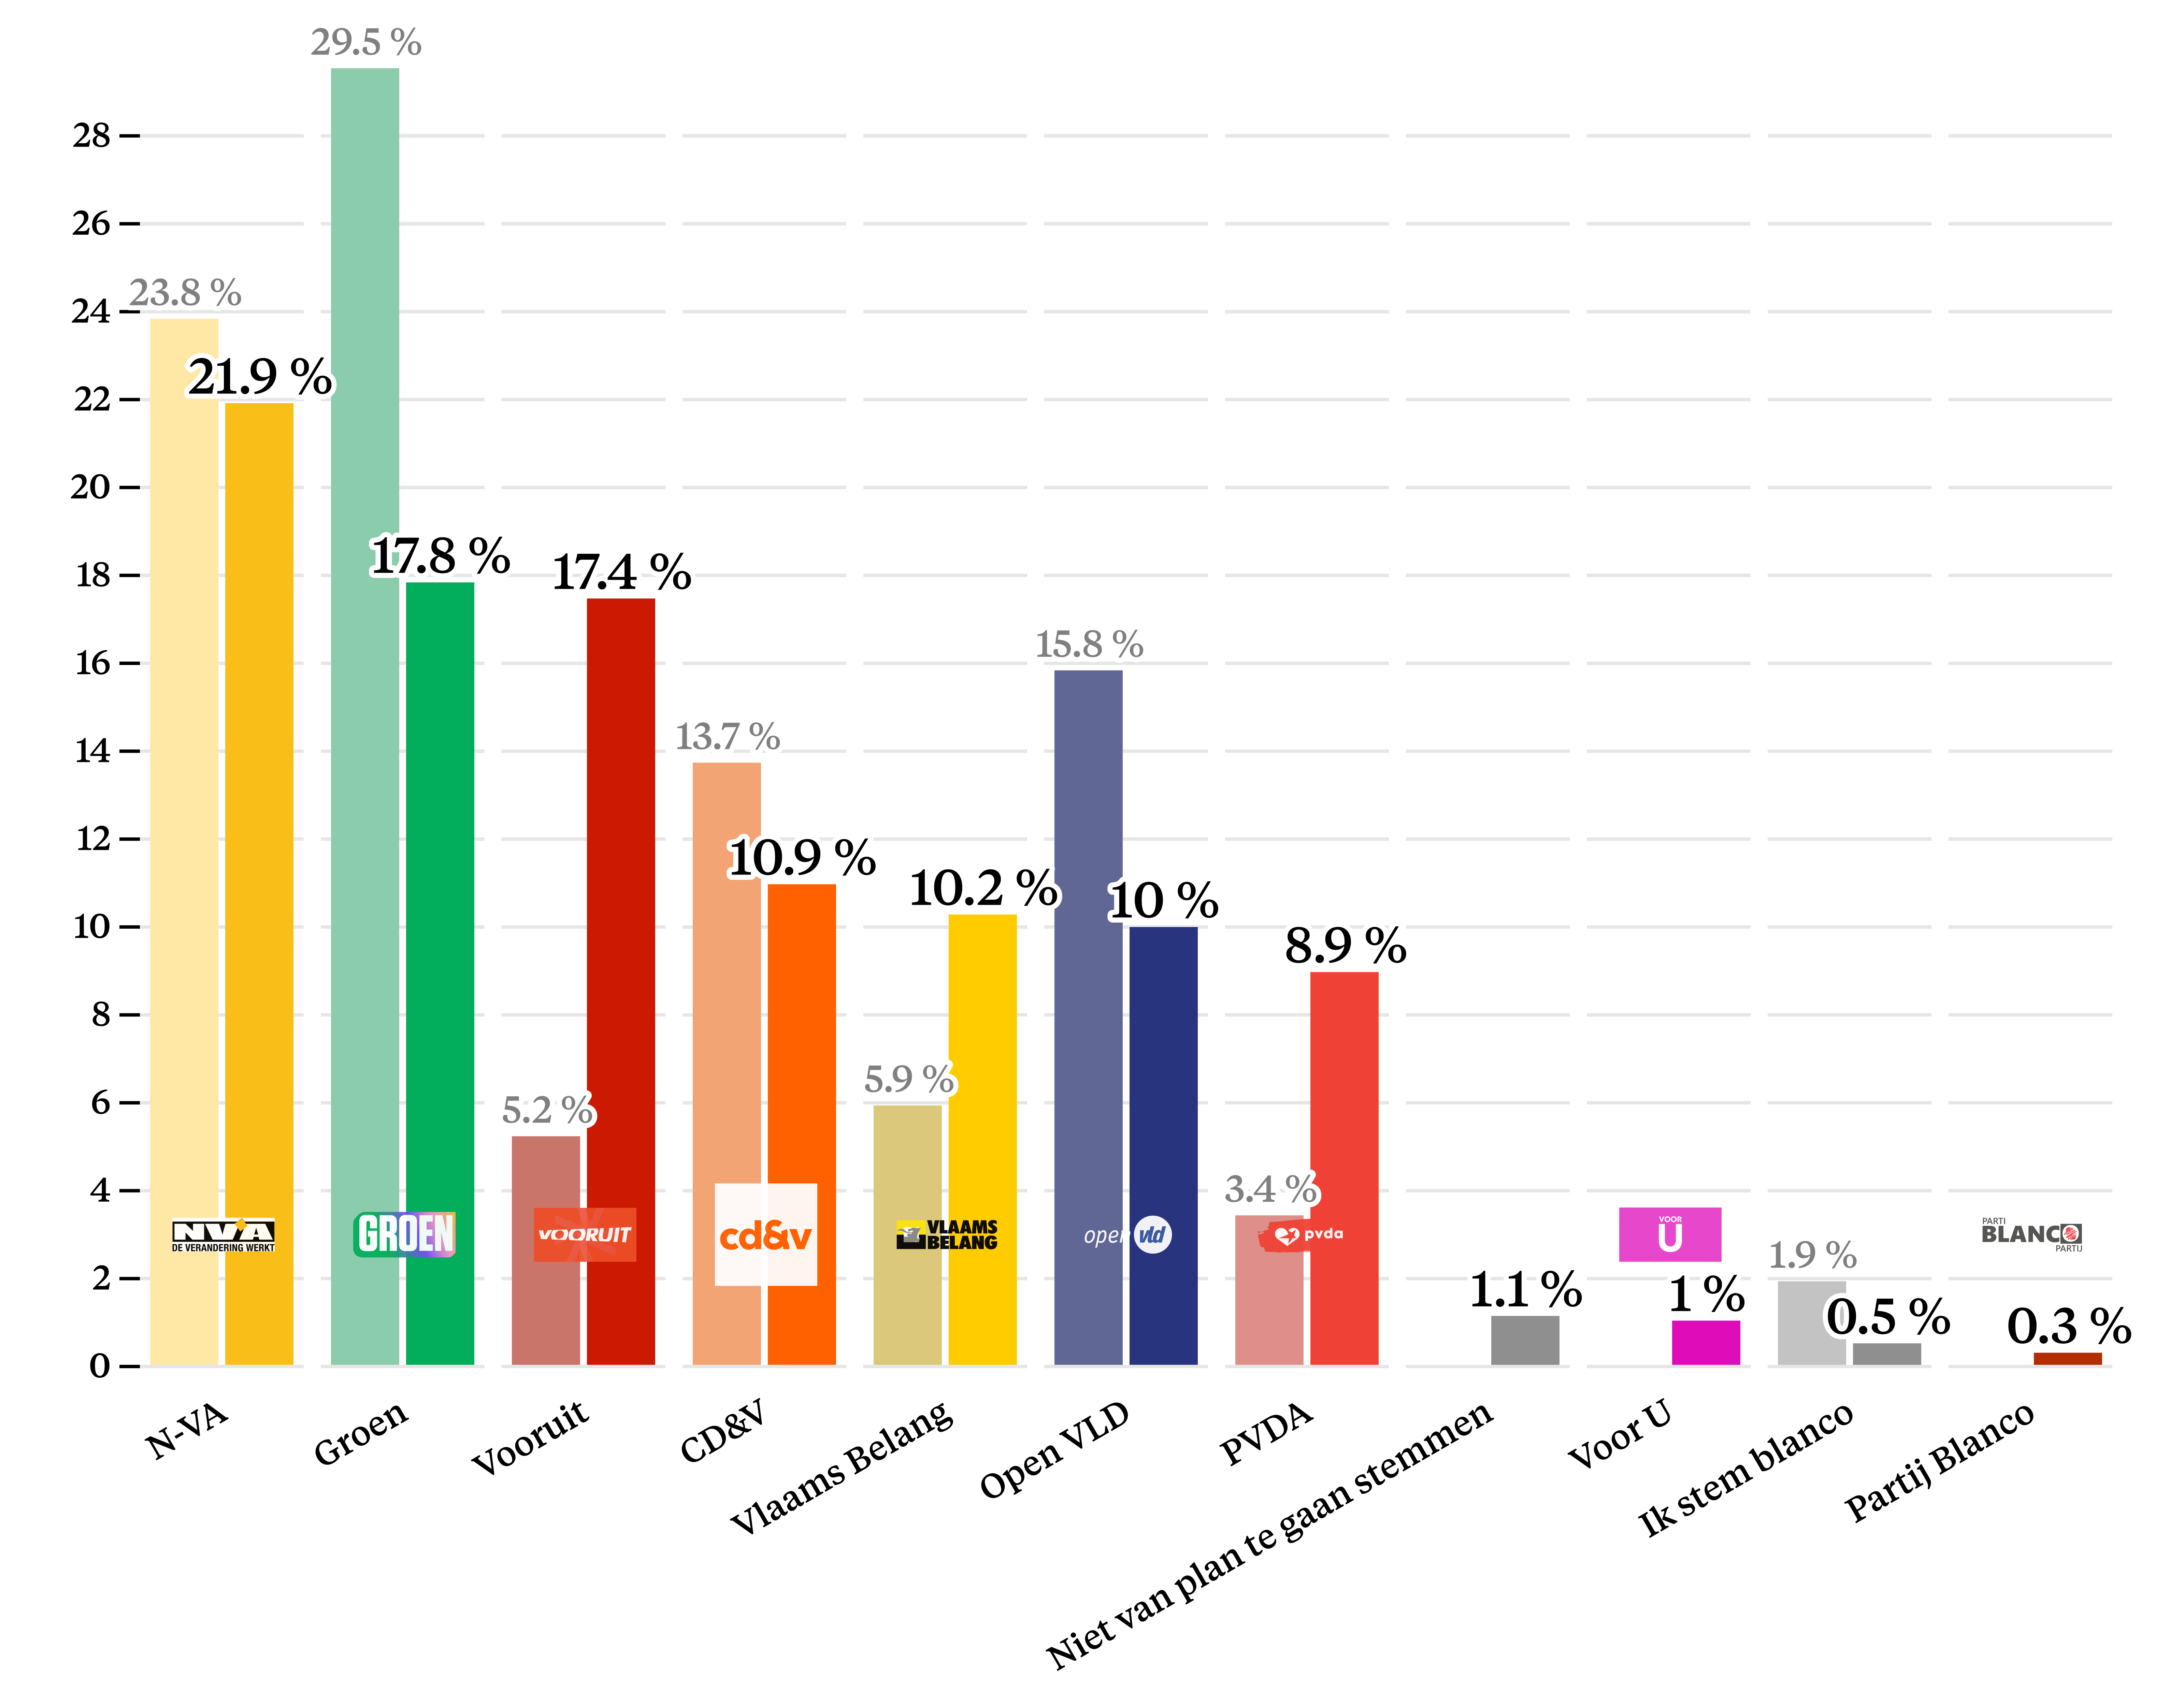 29.5 %
28
26
23.8 %
24
21.9 %
22
20
17.8 %
17.4 %
18
15.8 %
16
13.7 %
14
12
10.9 %
10.2 %
10 %
10
8.9 %
8
5.9 %
6
5.2 %
4
3.4 %
N-VA
DE VERANDERING WERKT
GROEN
VOORUIT
cd&v
VLAAMS
BELANG
open vld
pvda
VOOR
U
PARTI
BLANCO
PARTIJ
2
1.9 %
1.1 %
1 %
0.5 %
0.3 %
0
N-VA
Groen
Vooruit
CD&V
Vlaams Belang
Open VLD
PVDA
Niet van plan te gaan stemmen
Voor U
Ik stem blanco
Partij Blanco